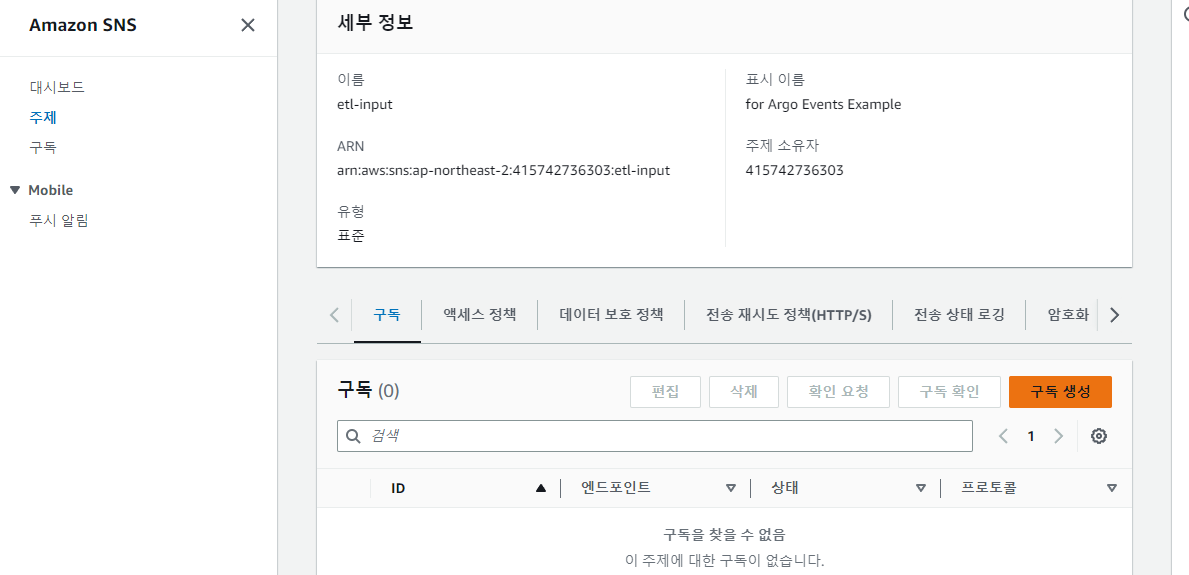 Amazon SNS
대시보드
주제
구독
Mobile
푸시 알림
세부 정보
이름
etl-input
표시 이름
for Argo Events Example
ARN
arn:aws:sns:ap-northeast-2:415742736303:etl-input
주제 소유자
415742736303
유형
표준
구독 액세스 정책 데이터 보호 정책 전송 재시도 정책(HTTP/S) 전송 상태 로깅 암호화
구독 (0) 편집 삭제 확인 요청 구독 확인 구독 생성
검색 1
ID 엔드포인트 상태 프로토콜
구독을 찾을 수 없음
이 주제에 대한 구독이 없습니다.